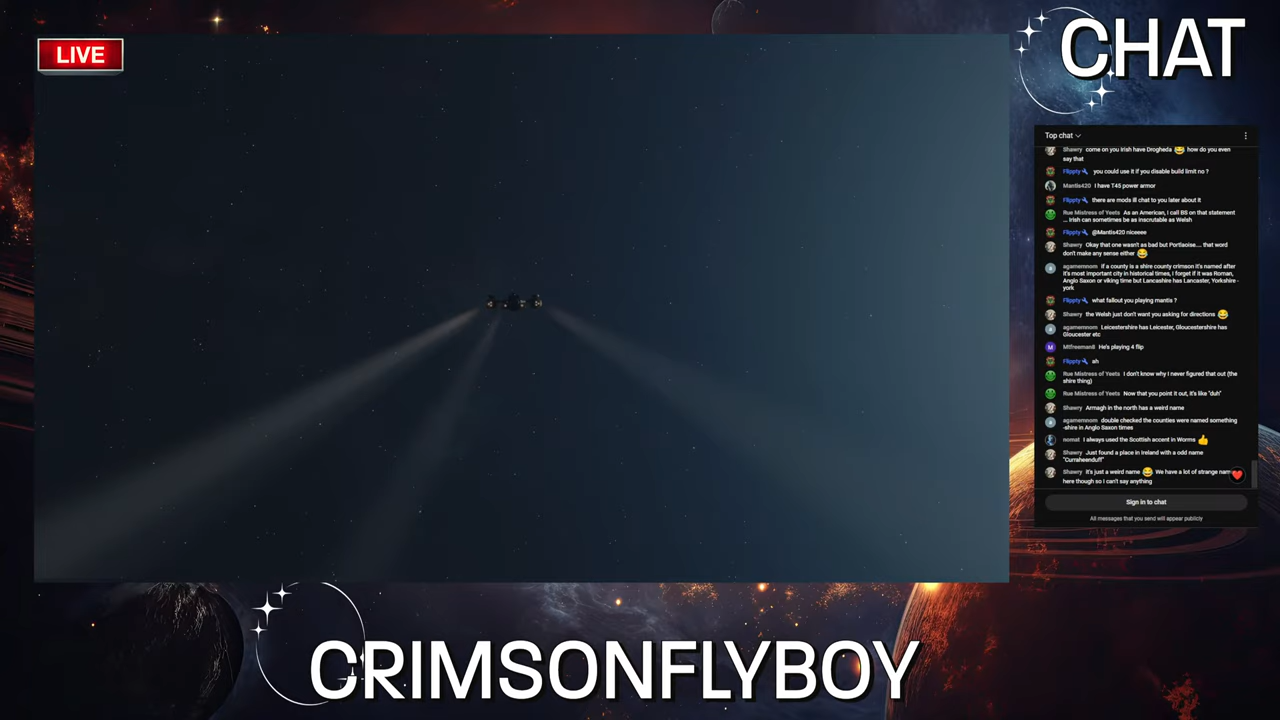 LIVE
CHAT
Top chat
Shawry come on you Irish have Drogheda 😂 how do you even
say that
Flippty you could use it if you disable build limit no ?
Mantis420 I have T45 power armor
Flippty there are mods ill chat to you later about it
Rue Mistress of Yeets As an American, I call BS on that statement
... Irish can sometimes be as inscrutable as Welsh
Flippty @Mantis420 niceeee
Shawry Okay that one wasn't as bad but Portlaoise.... that word
don't make any sense either 😂
agamemnom If a county is a shire county crimson it's named after
it's most important city in historical times, I forget if it was Roman,
Anglo Saxon or viking time but Lancashire has Lancaster, Yorkshire -
york
Flippty what fallout you playing mantis ?
Shawry the Welsh just don't want you asking for directions 😂
agamemnom Leicestershire has Leicester, Gloucestershire has
Gloucester etc
M Mtfreeman8 He's playing 4 flip
Flippty ah
Rue Mistress of Yeets I don't know why I never figured that out (the
shire thing)
Rue Mistress of Yeets Now that you point it out, it's like "duh"
Shawry Armagh in the north has a weird name
agamemnom double checked the counties were named something
-shire in Anglo Saxon times
nomat I always used the Scottish accent in Worms 👍
Shawry Just found a place in Ireland with a odd name
"Curraheenduff"
Shawry it's just a weird name 😂 We have a lot of strange nam
here though so I can't say anything
Sign in to chat
All messages that you send will appear publicly
CRIMSONFLYBOY